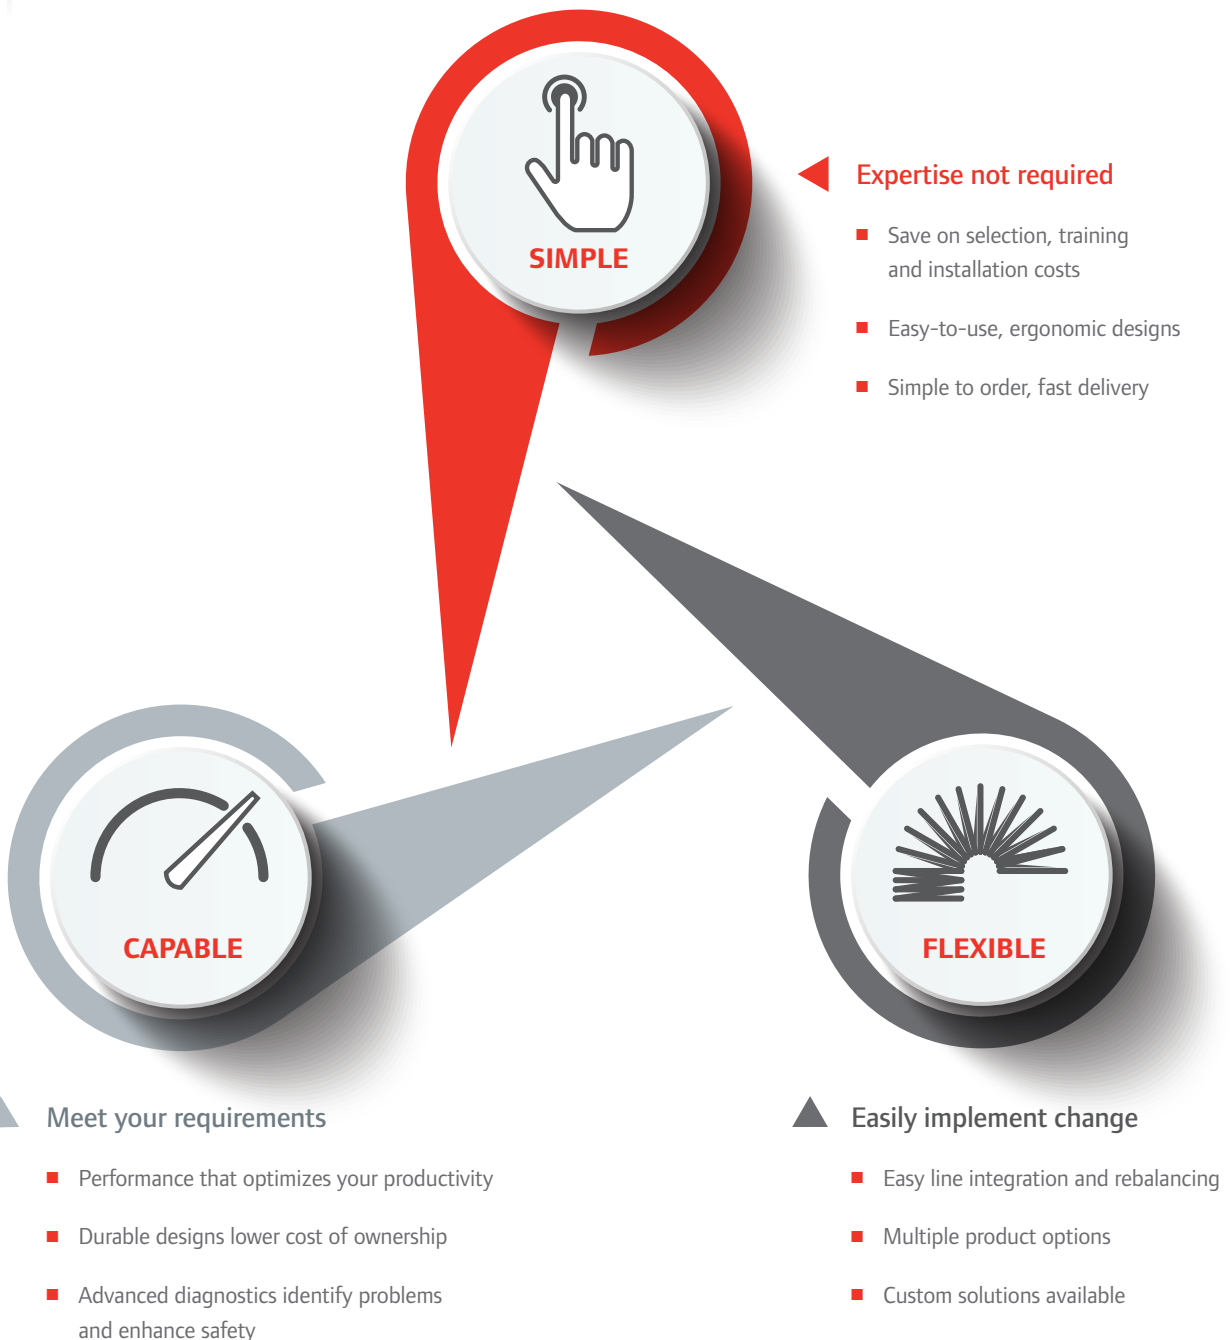 SIMPLE
Expertise not required
Save on selection, training
and installation costs
Easy-to-use, ergonomic designs
Simple to order, fast delivery
CAPABLE
Meet your requirements
Performance that optimizes your productivity
Durable designs lower cost of ownership
Advanced diagnostics identify problems
and enhance safety
FLEXIBLE
Easily implement change
Easy line integration and rebalancing
Multiple product options
Custom solutions available